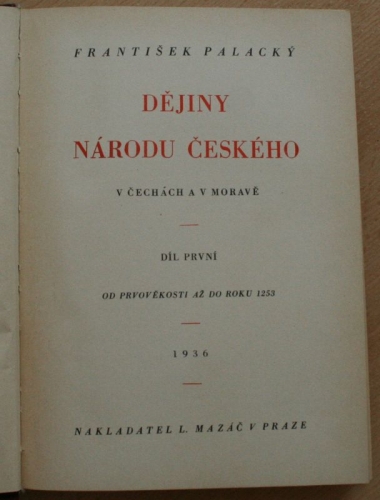 FRANTIŠEK PALACKÝ
DĚJINY
NÁRODU ČESKÉHO
V ČECHÁCH A V MORAVĚ
DÍL PRVNÍ
OD PRVOVĚKOSTI AŽ DO ROKU 1253
1936
NAKLADATEL L. MAZÁČ V PRAZE